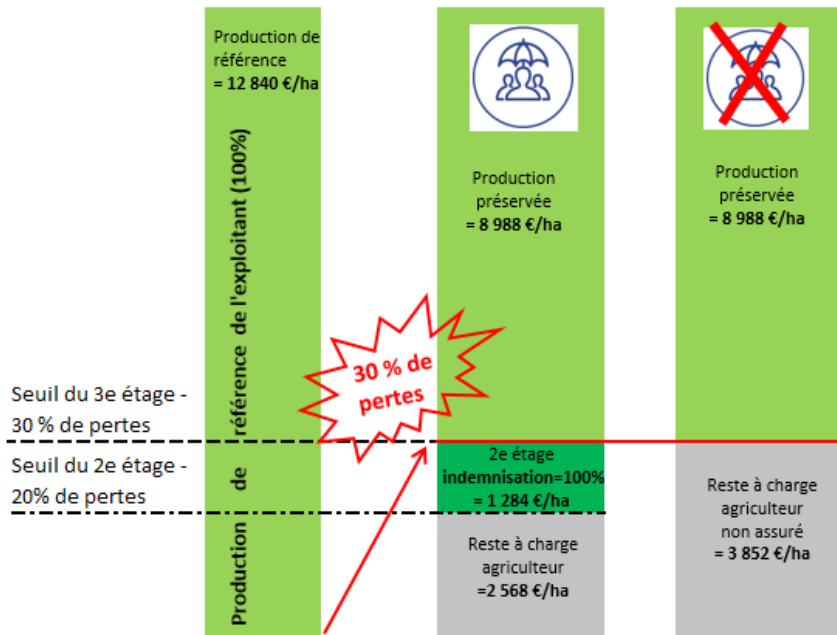 Production de
référence
= 12 840 €/ha
Production de référence de l'exploitant (100%)
Production
préservée
= 8 988 €/ha
Production
préservée
= 8 988 €/ha
30 % de
pertes
Seuil du 3e étage -
30 % de pertes
Seuil du 2e étage -
20% de pertes
2e étage
indemnisation=100%
= 1 284 €/ha
Reste à charge
agriculteur
=2 568 €/ha
Reste à charge
agriculteur
non assuré
= 3 852 €/ha